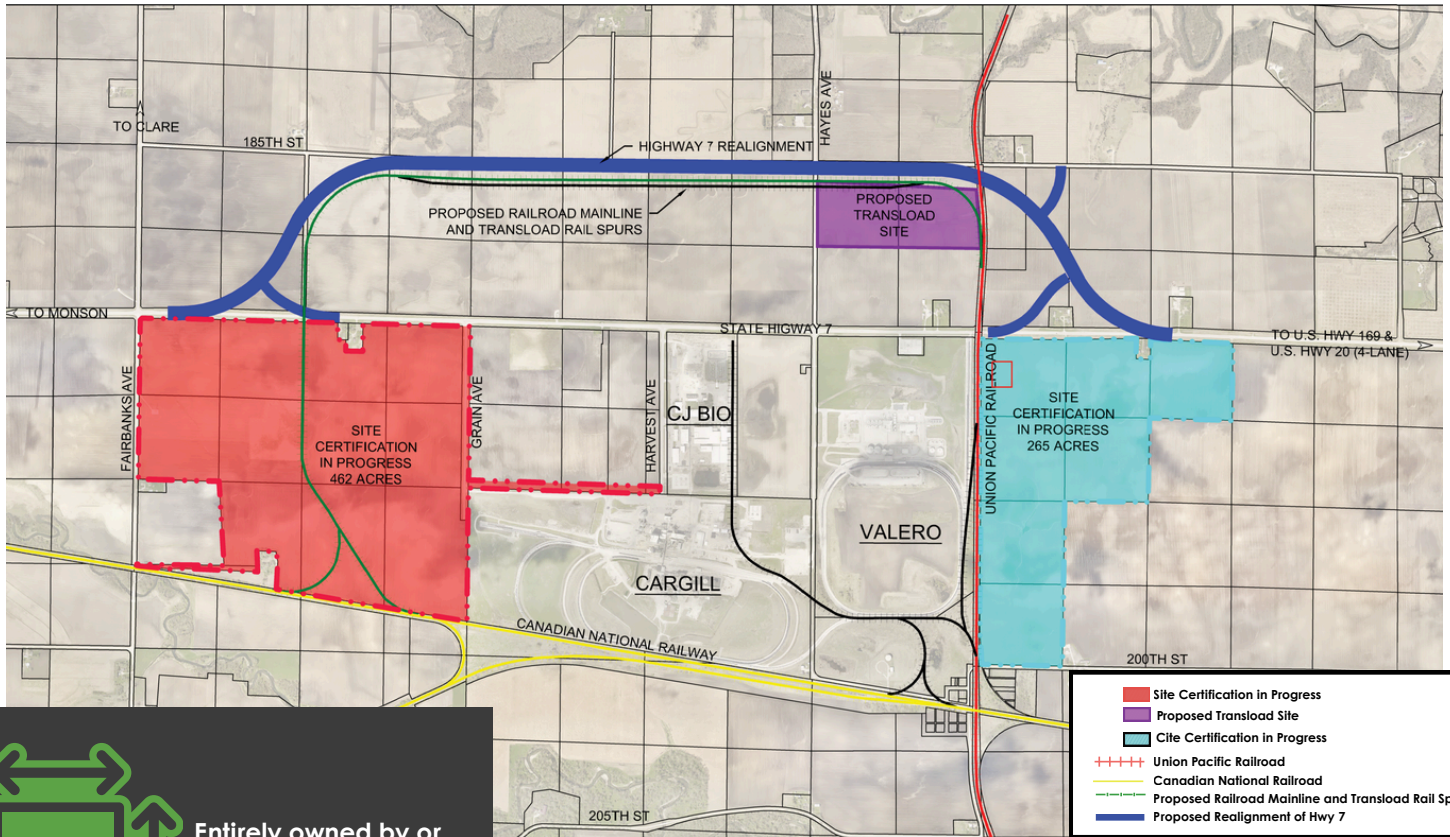 TO CLARE
185TH ST
HAYES AVE
HIGHWAY 7 REALIGNMENT
PROPOSED RAILROAD MAINLINE
AND TRANSLOAD RAIL SPURS
PROPOSED
TRANSLOAD
SITE
TO MONSON
STATE HIGWAY 7
TO U.S. HWY 169 &
U.S. HWY 20 (4-LANE)
FAIRBANKS AVE
SITE
CERTIFICATION
IN PROGRESS
462 ACRES
GRAIN AVE
HARVEST AVE
CJ BIO
UNION PACIFIC RAILROAD
SITE
CERTIFICATION
IN PROGRESS
265 ACRES
VALERO
CARGILL
CANADIAN NATIONAL RAILWAY
200TH ST
205TH ST
Site Certification in Progress
Proposed Transload Site
Cite Certification in Progress
Union Pacific Railroad
Canadian National Railroad
Proposed Railroad Mainline and Transload Rail Sp
Proposed Realignment of Hwy 7
Entirely owned by or